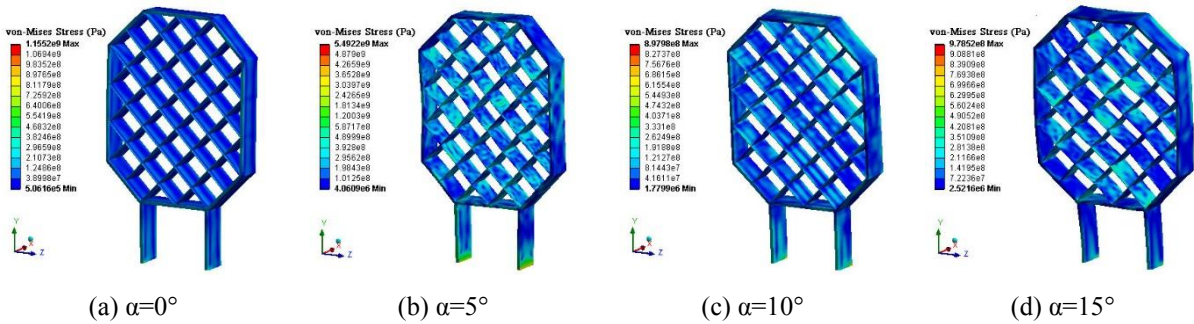 von-Mises Stress (Pa)
1.1552e9 Max
1.0694e9
9.8352e8
8.9765e8
8.1179e8
7.2592e8
6.4006e8
5.5419e8
4.6832e8
3.8246e8
2.9659e8
2.1073e8
1.2486e8
3.8998e7
5.0616e5 Min
Y
X
Z
(a) α=0°
von-Mises Stress (Pa)
5.4922e9 Max
4.879e9
4.2659e9
3.6528e9
3.0397e9
2.4265e9
1.8134e9
1.2003e9
5.8717e8
4.8999e8
3.928e8
2.9562e8
1.9843e8
1.0125e8
4.0609e6 Min
Y
X
Z
(b) α=5°
von-Mises Stress (Pa)
8.9798e8 Max
8.2737e8
7.5676e8
6.8615e8
6.1554e8
5.4493e8
4.7432e8
4.0371e8
3.331e8
2.6249e8
1.9188e8
1.2127e8
8.1443e7
4.1611e7
1.7799e6 Min
Y
X
Z
(c) α=10°
von-Mises Stress (Pa)
9.7852e8 Max
9.0881e8
8.3909e8
7.6938e8
6.9966e8
6.2995e8
5.6024e8
4.9052e8
4.2081e8
3.5109e8
2.8138e8
2.1166e8
1.4195e8
7.2236e7
2.5216e6 Min
Y
X
Z
(d) α=15°